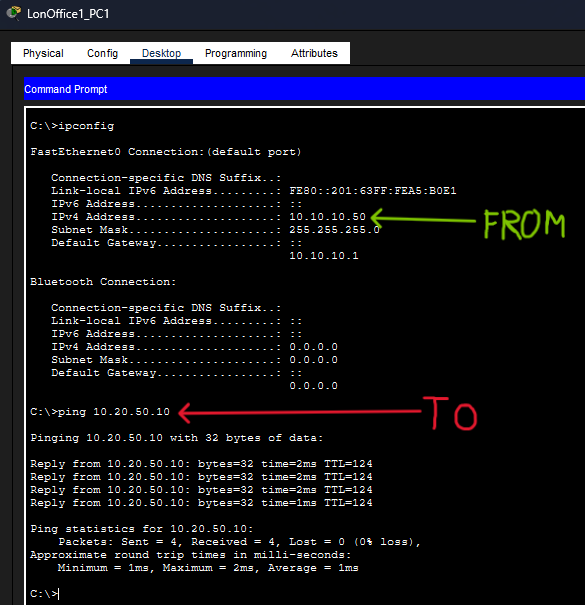 LonOffice1_PC1
Physical Config Desktop Programming Attributes
Command Prompt
C:\>ipconfig
FastEthernet0 Connection:(default port)
Connection-specific DNS Suffix..:
Link-local IPv6 Address.........: FE80::201:63FF:FEA5:B0E1
IPv6 Address....................: ::
IPv4 Address....................: 10.10.10.50
FROM
Subnet Mask.....................: 255.255.255.0
Default Gateway.................: ::
10.10.10.1
Bluetooth Connection:
Connection-specific DNS Suffix..:
Link-local IPv6 Address.........: ::
IPv6 Address....................: ::
IPv4 Address....................: 0.0.0.0
Subnet Mask.....................: 0.0.0.0
Default Gateway.................: ::
0.0.0.0
C:\>ping 10.20.50.10
TO
Pinging 10.20.50.10 with 32 bytes of data:
Reply from 10.20.50.10: bytes=32 time=2ms TTL=124
Reply from 10.20.50.10: bytes=32 time=2ms TTL=124
Reply from 10.20.50.10: bytes=32 time=2ms TTL=124
Reply from 10.20.50.10: bytes=32 time=1ms TTL=124
Ping statistics for 10.20.50.10:
Packets: Sent = 4, Received = 4, Lost = 0 (0% loss),
Approximate round trip times in milli-seconds:
Minimum = 1ms, Maximum = 2ms, Average = 1ms
C:\>